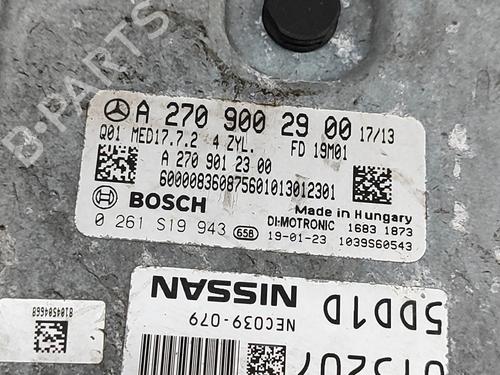 B-PARTS
A 270 900 29 00 17/13
Q01 MED17.7.2 4 ZYL. FD 19M01
A 270 901 23 00
600008360875601013012301
BOSCH
Made in Hungary
DI-MOTRONIC 1683 1873
0 261 S19 943 65B 19-01-23 1039S60543
810450466B
NISSAN
NEC039-079
5DD1D